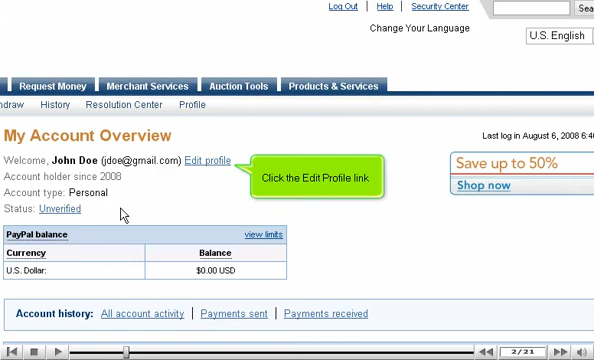 Log Out | Help | Security Center
Change Your Language
U.S. English
Request Money Merchant Services Auction Tools Products & Services
History Resolution Center Profile
My Account Overview
Last log in August 6, 2008
Welcome, John Doe (jdoe@gmail.com) Edit profile
Click the Edit Profile link
Save up to 50%
Shop now
Account holder since 2008
Account type: Personal
Status: Unverified
PayPal balance view limits
Currency Balance
U.S. Dollar: $0.00 USD
Account history: All account activity | Payments sent | Payments received
2/21